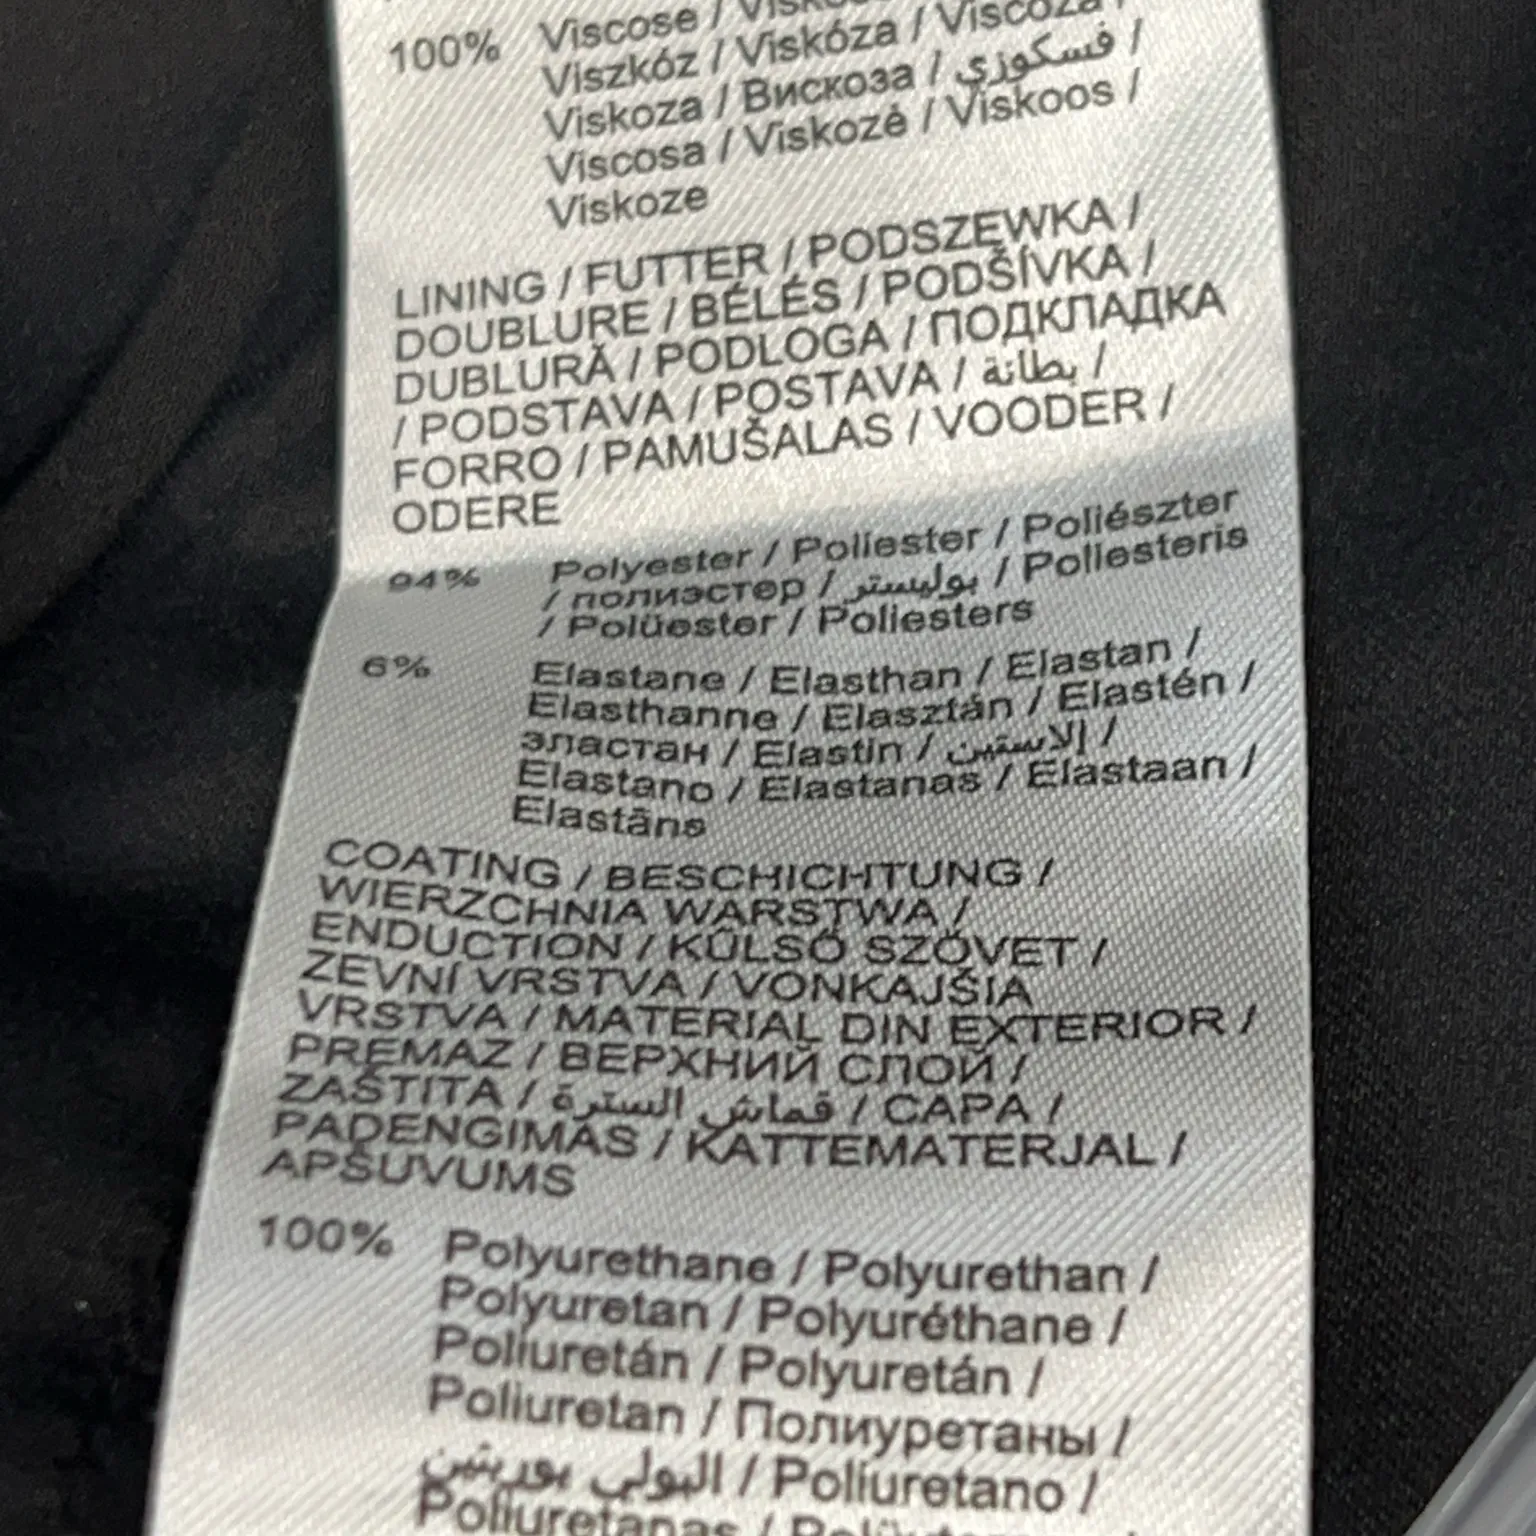 100% Viscose /
Viszkóz / Viskóza / Viscoza /
Viskoza / Вискоза / فسكوزي /
Viscosa / Viskozė / Viskoos /
Viskoze
LINING / FUTTER / PODSZEWKA /
DOUBLURE / BÉLÉS / PODŠÍVKA /
DUBLURĂ / PODLOGA / ПОДКЛАДКА
/ PODSTAVA / POSTAVA / بطانة /
FORRO / PAMUŠALAS / VOODER /
ODERE
94% Polyester / Poliester / Poliészter
/ полиэстер / بوليستر / Poliesteris
/ Polüester / Poliesters
6% Elastane / Elasthan / Elastan /
Elasthanne / Elasztán / Elastén /
эластан / Elastin / إلاستين /
Elastano / Elastanas / Elastaan /
Elastāns
COATING / BESCHICHTUNG /
WIERZCHNIA WARSTWA /
ENDUCTION / KÜLSŐ SZÖVET /
ZEVNÍ VRSTVA / VONKAJŠIA
VRSTVA / MATERIAL DIN EXTERIOR /
PREMAZ / ВЕРХНИЙ СЛОЙ /
ZAŠTITA / قماش السترة / CAPA /
PADENGIMAS / KATTEMATERJAL /
APŠUVUMS
100% Polyurethane / Polyurethan /
Polyuretan / Polyuréthane /
Poliuretán / Polyuretán /
Poliuretan / Полиуретаны /
البولي يوريثين / Poliuretano /
Poliuretanas /